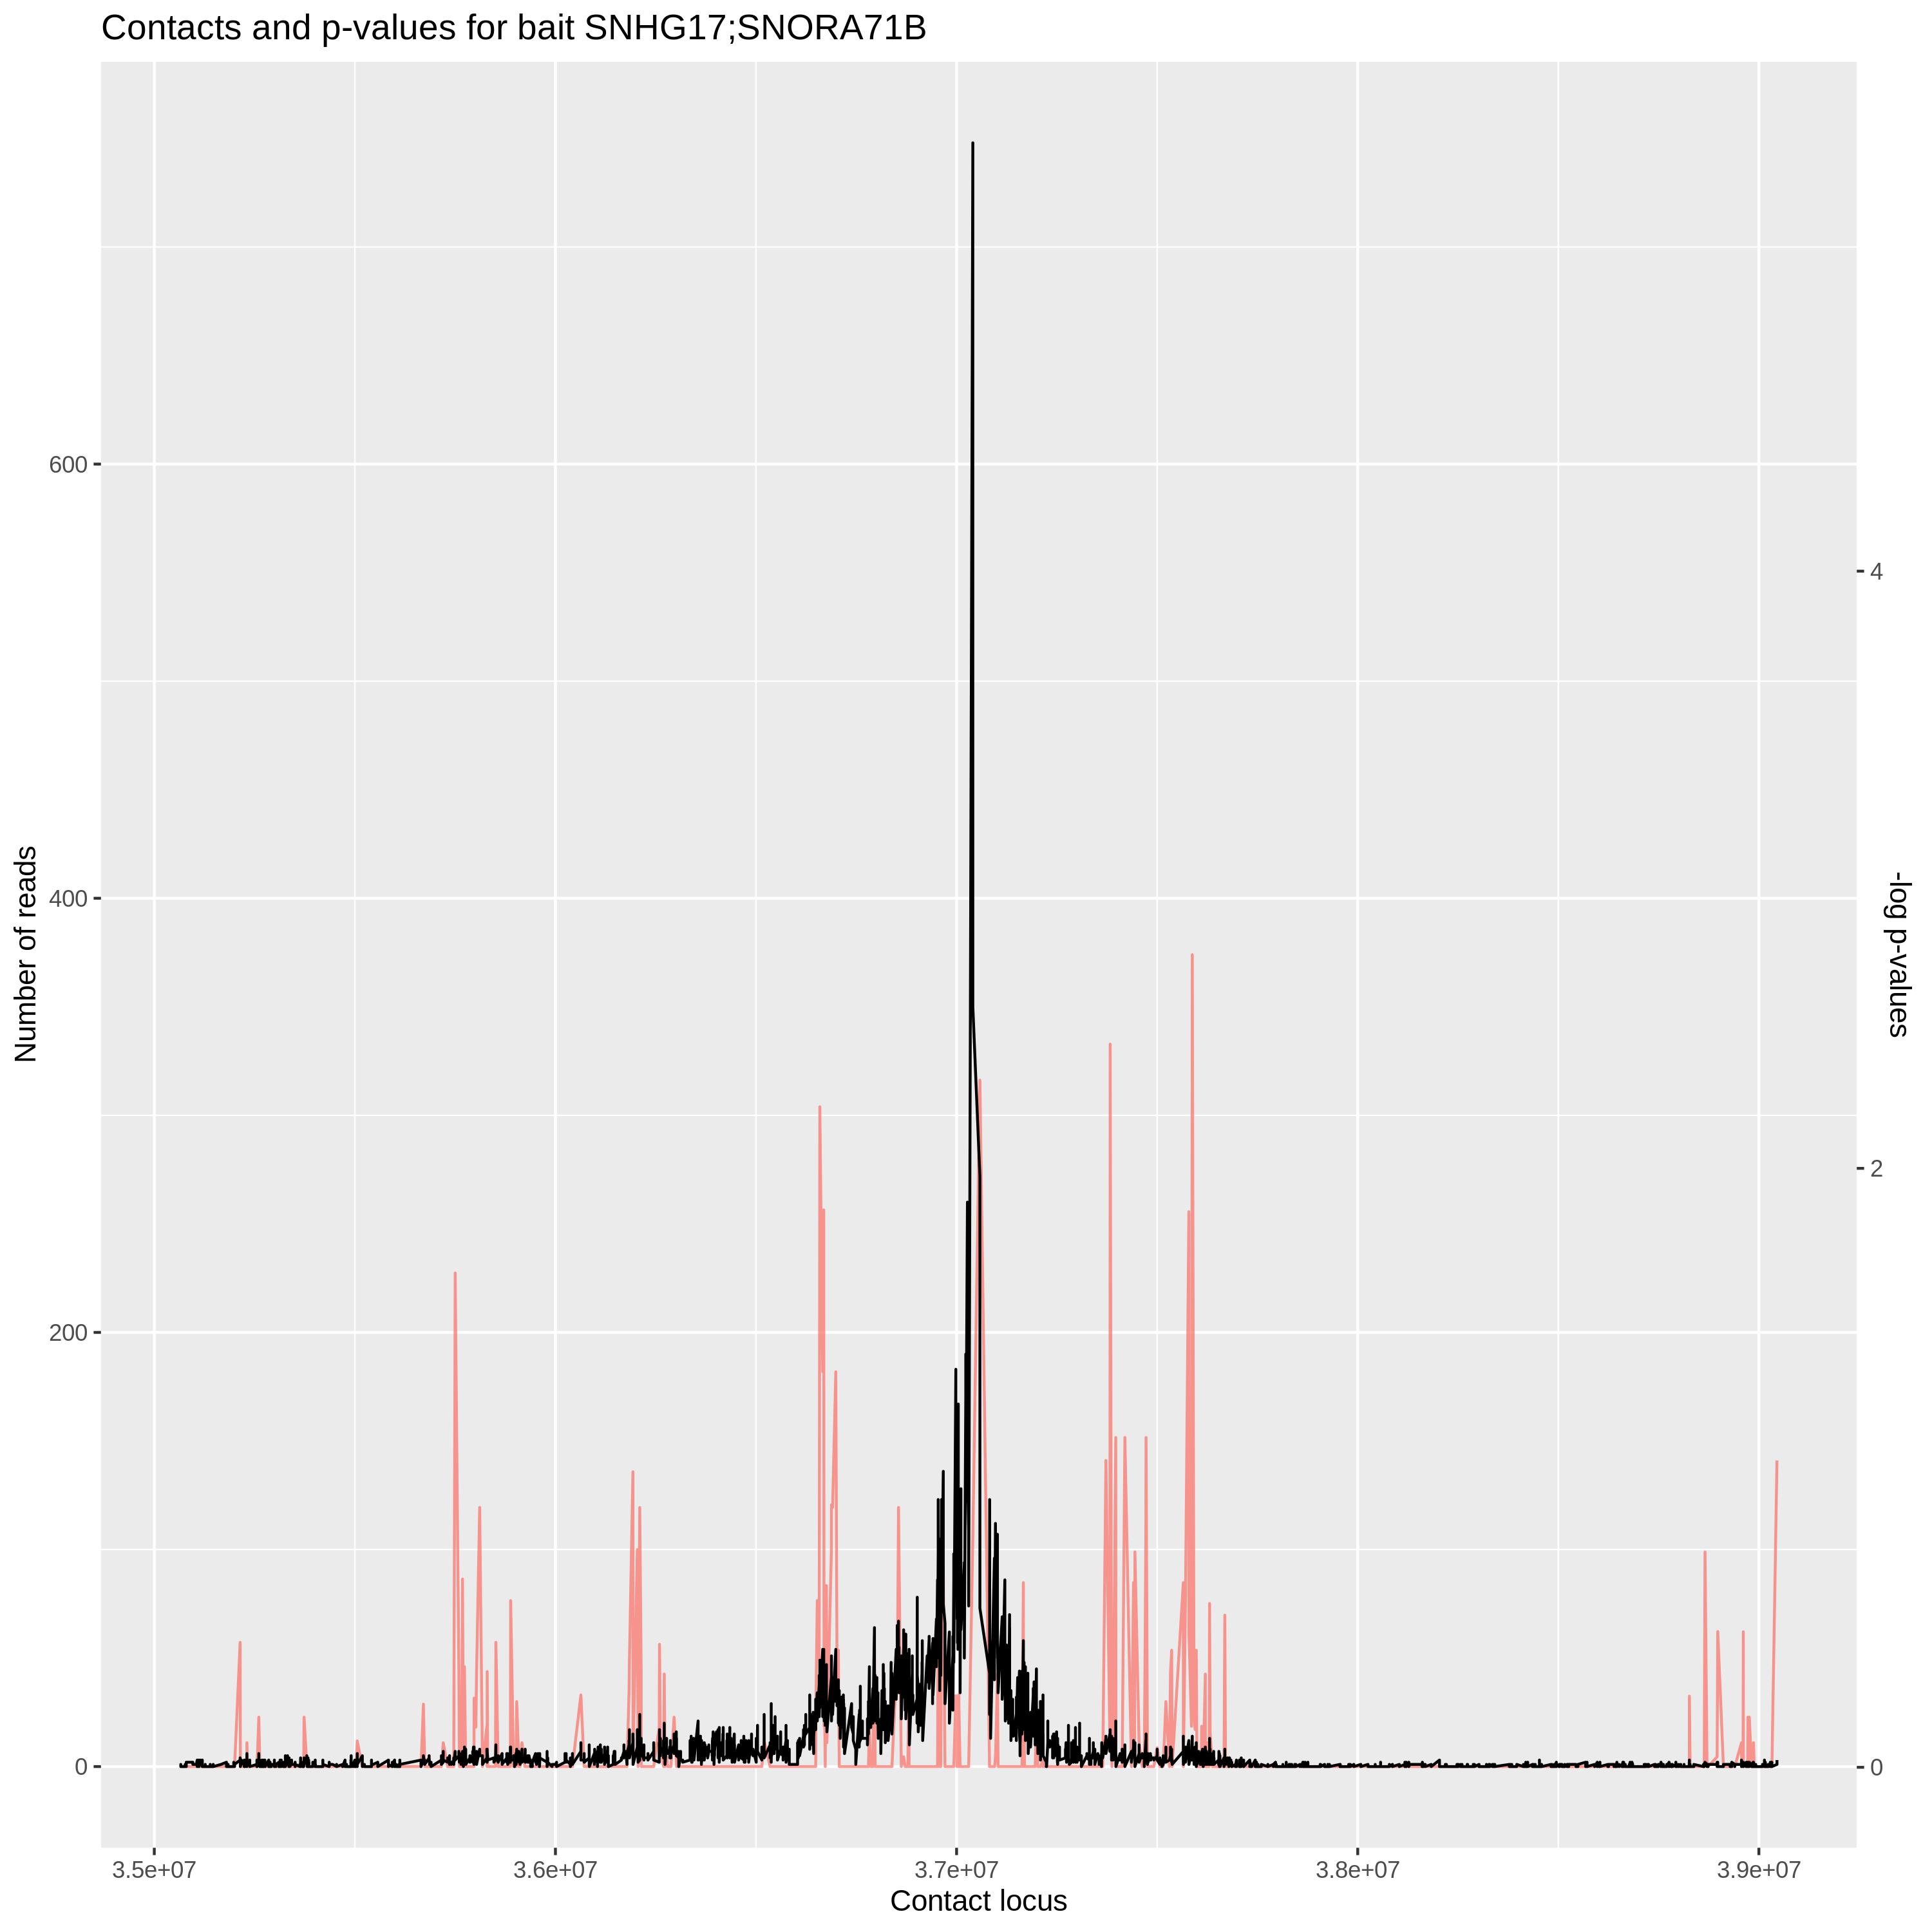 Contacts and p-values for bait SNHG17;SNORA71B
Number of reads
600
400
200
0
4
2
0
-log p-values
3.5e+07 3.6e+07 3.7e+07 3.8e+07 3.9e+07
Contact locus